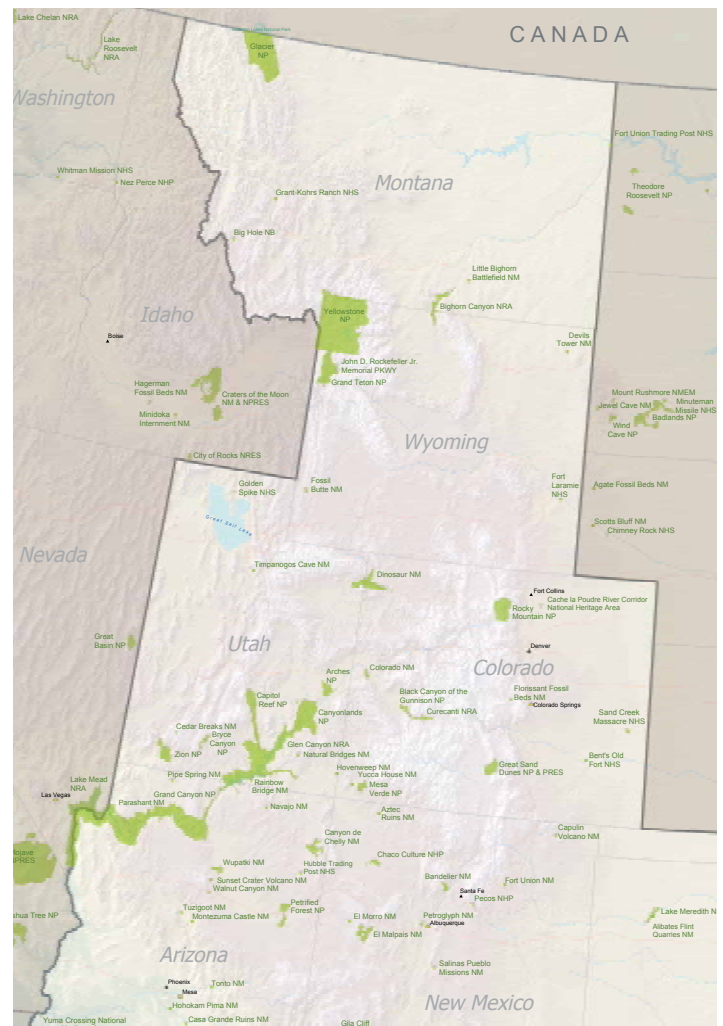 Lake Chelan NRA
CANADA
Lake
Roosevelt
NRA
Glacier
NP
Washington
Fort Union Trading Post NHS
Whitman Mission NHS
Nez Perce NHP
Montana
Theodore
Roosevelt NP
Grant-Kohrs Ranch NHS
Big Hole NB
Little Bighorn
Battlefield NM
Bighorn Canyon NRA
Idaho
Yellowstone
NP
Boise
Devils
Tower NM
John D. Rockefeller Jr.
Memorial PKWY
Grand Teton NP
Hagerman
Fossil Beds NM
Craters of the Moon
NM & NPRES
Minidoka
Internment NM
Mount Rushmore NMEM
Jewel Cave NM
Minuteman
Missile NHS
Badlands NP
Wind
Cave NP
Wyoming
City of Rocks NRES
Golden
Spike NHS
Fossil
Butte NM
Fort
Laramie
NHS
Agate Fossil Beds NM
Great Salt Lake
Scotts Bluff NM
Chimney Rock NHS
Nevada
Timpanogos Cave NM
Dinosaur NM
Fort Collins
Cache la Poudre River Corridor
National Heritage Area
Rocky
Mountain NP
Great
Basin NP
Utah
Denver
Colorado
Arches
NP
Colorado NM
Capitol
Reef NP
Canyonlands
NP
Black Canyon of the
Gunnison NP
Curecanti NRA
Florissant Fossil
Beds NM
Colorado Springs
Sand Creek
Massacre NHS
Cedar Breaks NM
Bryce
Canyon
NP
Zion NP
Glen Canyon NRA
Natural Bridges NM
Bent's Old
Fort NHS
Great Sand
Dunes NP & PRES
Pipe Spring NM
Rainbow
Bridge NM
Hovenweep NM
Yucca House NM
Mesa
Verde NP
Lake Mead
NRA
Las Vegas
Grand Canyon NP
Parashant NM
Navajo NM
Aztec
Ruins NM
Capulin
Volcano NM
Canyon de
Chelly NM
Wupatki NM
Hubble Trading
Post NHS
Chaco Culture NHP
Sunset Crater Volcano NM
Walnut Canyon NM
Bandelier NM
Fort Union NM
Santa Fe
Pecos NHP
Tuzigoot NM
Montezuma Castle NM
Petrified
Forest NP
El Morro NM
El Malpais NM
Petroglyph NM
Albuquerque
Lake Meredith N
Alibates Flint
Quarries NM
Arizona
Salinas Pueblo
Missions NM
Phoenix
Mesa
Tonto NM
Hohokam Pima NM
New Mexico
Yuma Crossing National
Casa Grande Ruins NM
Gila Cliff